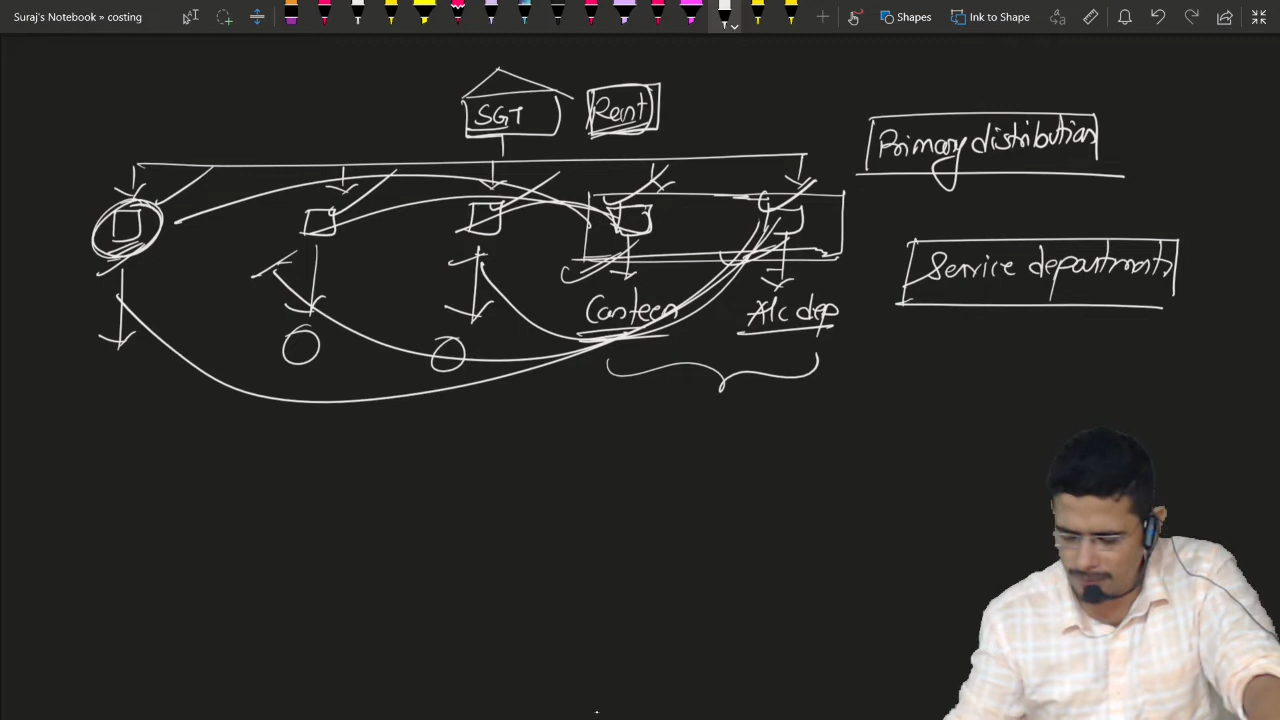 Suraj's Notebook » costing
Shapes
Ink to Shape
SGT
Rent
Primary distribution
Service departments
Canteen
A/c dep